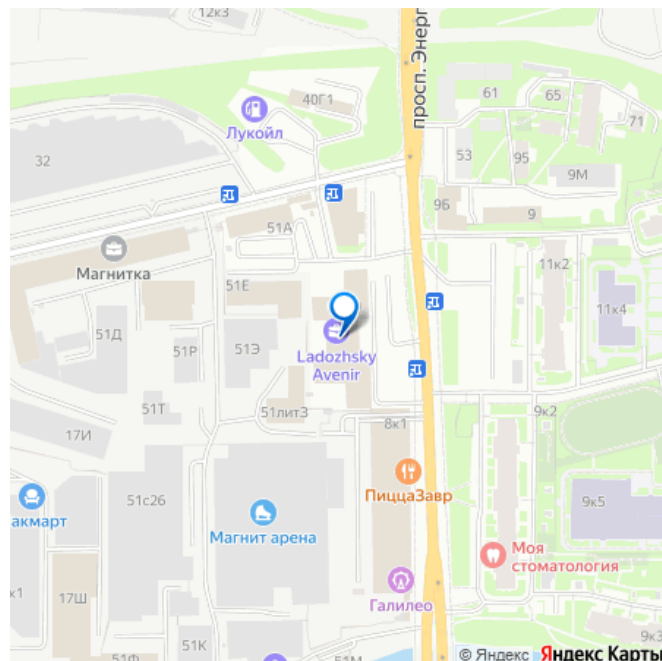 12к3
просп. Энерг
40Г1
Лукойл
61
65
71
53
95
32
9М
9Б
9
51А
Магнитка
11к2
51Е
11к4
51Д
51Р
51Э
Ladozhsky
Avenir
51Т
51лит3
8к1
9к2
17И
ПиццаЗавр
51с26
9к5
акмарт
Магнит арена
Моя
стоматология
к1
17Ш
Галилео
51К
9к3
51Ф
51М
© Яндекс Яндекс Карты